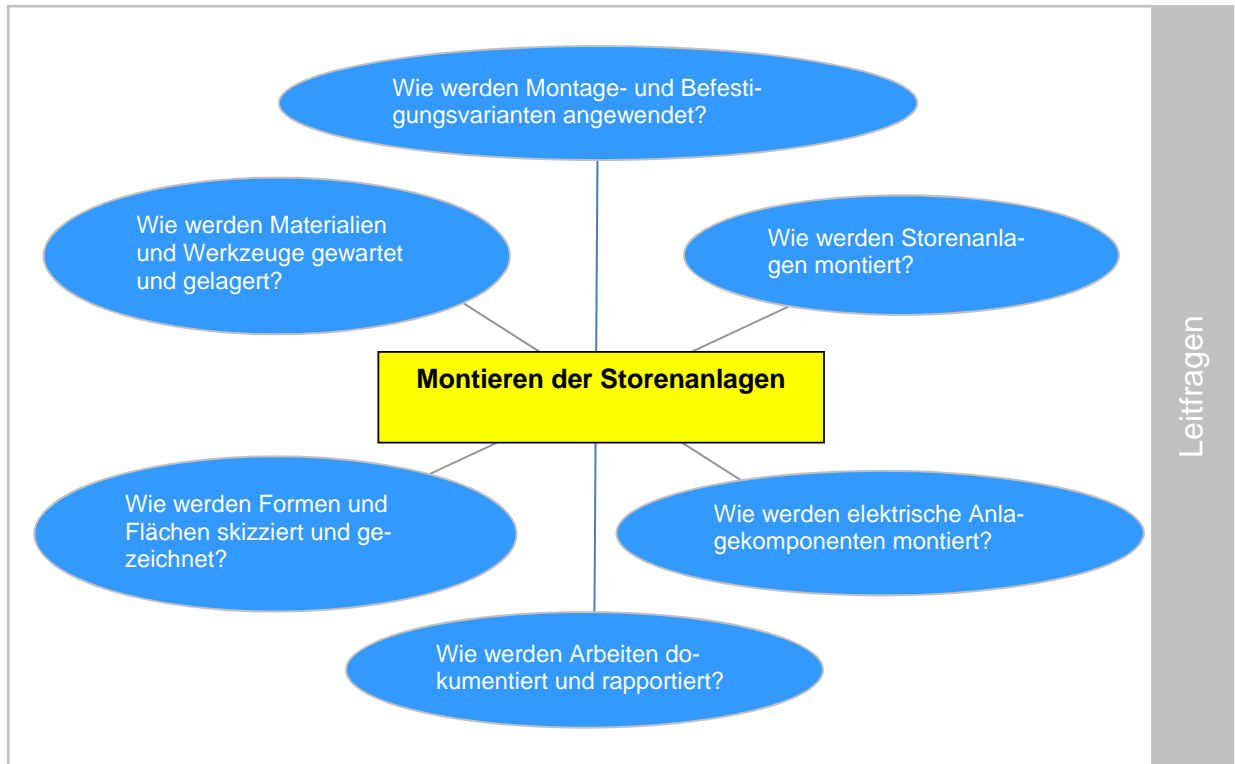 Wie werden Montage- und Befesti-
gungsvarianten angewendet?
Wie werden Materialien
und Werkzeuge gewartet
und gelagert?
Wie werden Storenanla-
gen montiert?
Montieren der Storenanlagen
Wie werden Formen und
Flächen skizziert und ge-
zeichnet?
Wie werden elektrische Anla-
gekomponenten montiert?
Wie werden Arbeiten do-
kumentiert und rapportiert?
Leitfragen